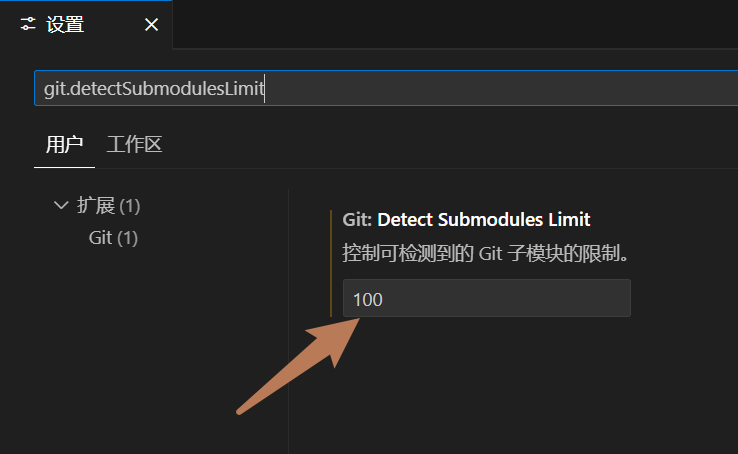 设置
git.detectSubmodulesLimit
用户 工作区
扩展 (1)
Git (1)
Git: Detect Submodules Limit
控制可检测到的 Git 子模块的限制。
100